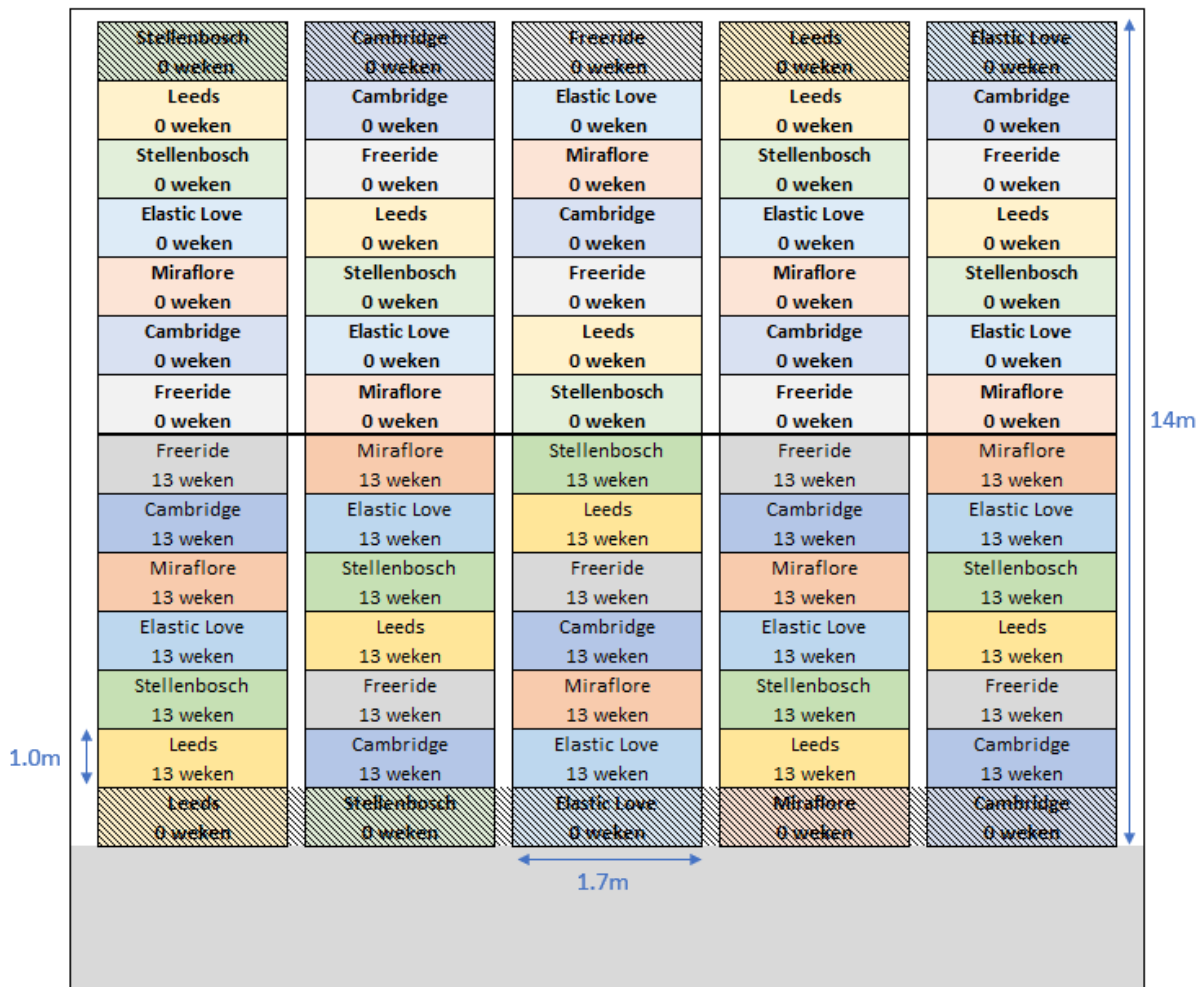 Stellenbosch Cambridge Freeride Leeds Elastic Love
0 weken 0 weken 0 weken 0 weken 0 weken
Leeds Cambridge Elastic Love Leeds Cambridge
0 weken 0 weken 0 weken 0 weken 0 weken
Stellenbosch Freeride Miraflore Stellenbosch Freeride
0 weken 0 weken 0 weken 0 weken 0 weken
Elastic Love Leeds Cambridge Elastic Love Leeds
0 weken 0 weken 0 weken 0 weken 0 weken
Miraflore Stellenbosch Freeride Miraflore Stellenbosch
0 weken 0 weken 0 weken 0 weken 0 weken
Cambridge Elastic Love Leeds Cambridge Elastic Love
0 weken 0 weken 0 weken 0 weken 0 weken
Freeride Miraflore Stellenbosch Freeride Miraflore
0 weken 0 weken 0 weken 0 weken 0 weken
14m
Freeride Miraflore Stellenbosch Freeride Miraflore
13 weken 13 weken 13 weken 13 weken 13 weken
Cambridge Elastic Love Leeds Cambridge Elastic Love
13 weken 13 weken 13 weken 13 weken 13 weken
Miraflore Stellenbosch Freeride Miraflore Stellenbosch
13 weken 13 weken 13 weken 13 weken 13 weken
Elastic Love Leeds Cambridge Elastic Love Leeds
13 weken 13 weken 13 weken 13 weken 13 weken
Stellenbosch Freeride Miraflore Stellenbosch Freeride
13 weken 13 weken 13 weken 13 weken 13 weken
Leeds Cambridge Elastic Love Leeds Cambridge
1.0m
13 weken 13 weken 13 weken 13 weken 13 weken
Leeds Stellenbosch Elastic Love Miraflore Cambridge
0 weken 0 weken 0 weken 0 weken 0 weken
1.7m